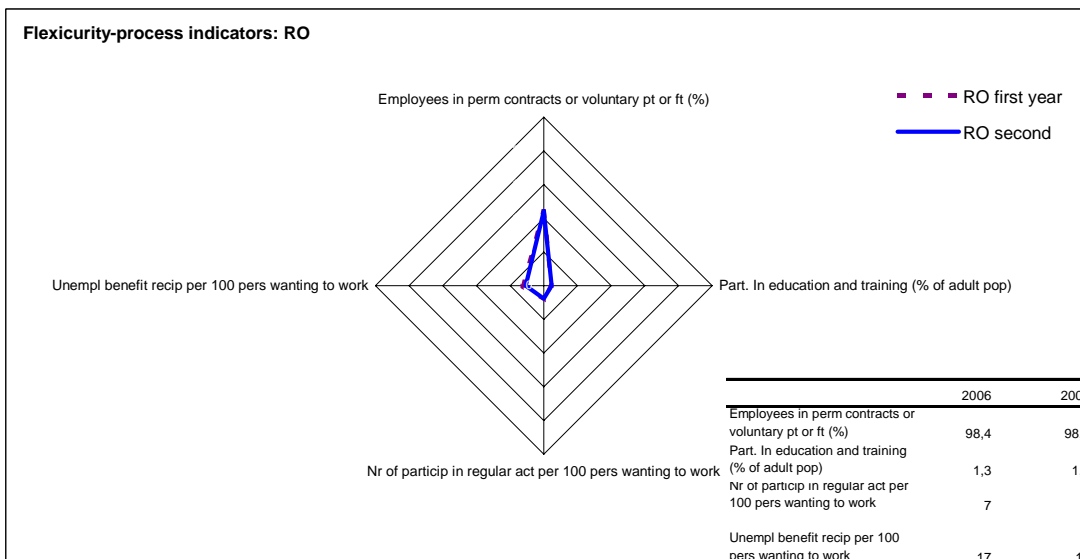 Flexicurity-process indicators: RO
Employees in perm contracts or voluntary pt or ft (%)
RO first year
RO second
Unempl benefit recip per 100 pers wanting to work
Part. In education and training (% of adult pop)
Nr of particip in regular act per 100 pers wanting to work
2006
Employees in perm contracts or
voluntary pt or ft (%) 98,4 98,
Part. In education and training
(% of adult pop) 1,3 1,
Nr of particip in regular act per
100 pers wanting to work 7
Unempl benefit recip per 100
pers wanting to work 17 1